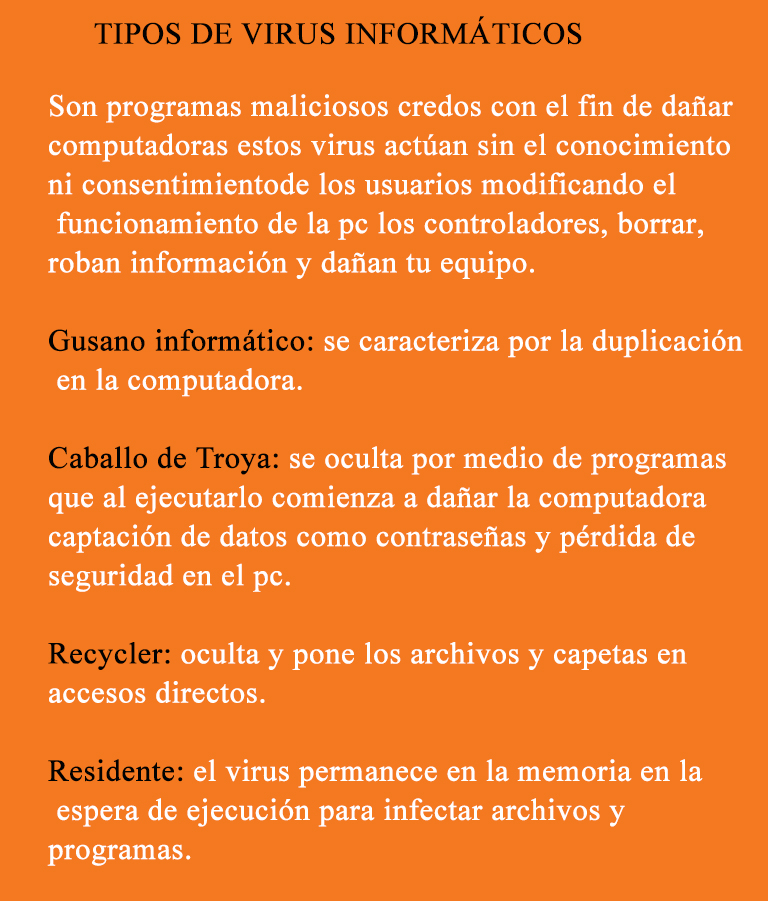 TIPOS DE VIRUS INFORMÁTICOS
Son programas maliciosos credos con el fin de dañar
computadoras estos virus actúan sin el conocimiento
ni consentimientode los usuarios modificando el
funcionamiento de la pc los controladores, borrar,
roban información y dañan tu equipo.
Gusano informático: se caracteriza por la duplicación
en la computadora.
Caballo de Troya: se oculta por medio de programas
que al ejecutarlo comienza a dañar la computadora
captación de datos como contraseñas y pérdida de
seguridad en el pc.
Recycler: oculta y pone los archivos y capetas en
accesos directos.
Residente: el virus permanece en la memoria en la
espera de ejecución para infectar archivos y
programas.